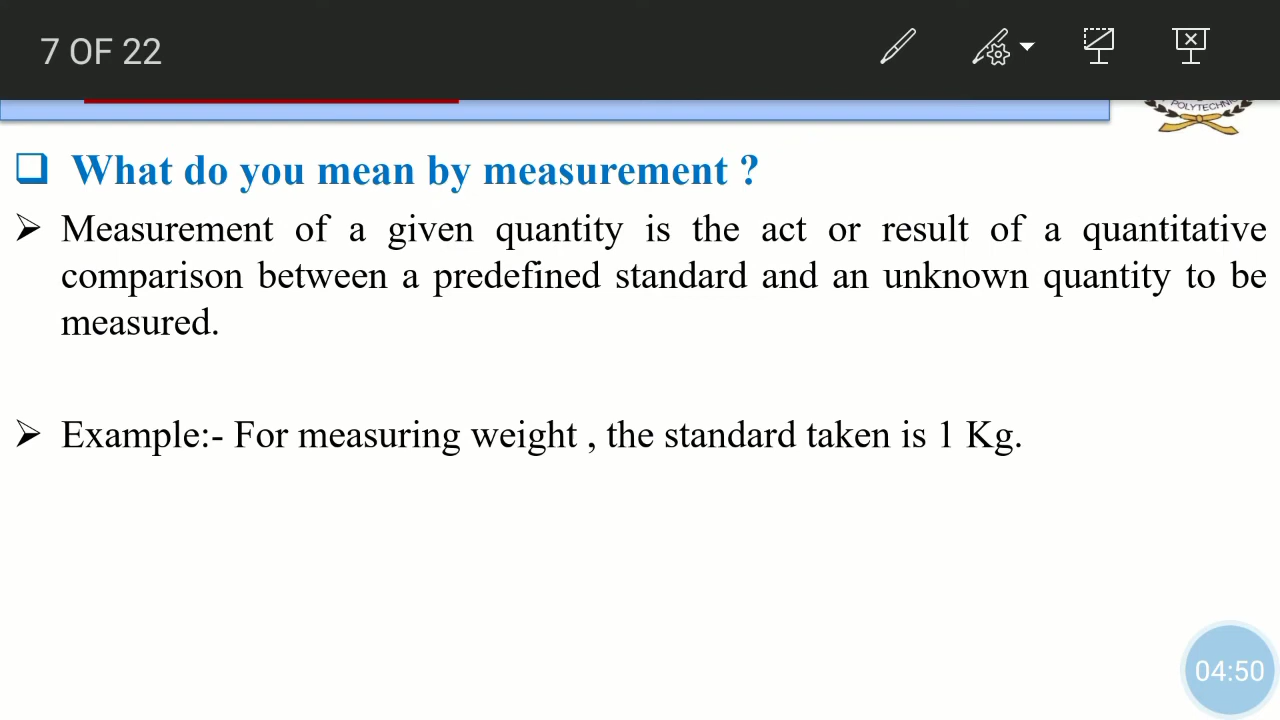 7 OF 22
POLYTECHNIC
❑ What do you mean by measurement ?
➢ Measurement of a given quantity is the act or result of a quantitative
comparison between a predefined standard and an unknown quantity to be
measured.
➢ Example:- For measuring weight , the standard taken is 1 Kg.
04:50